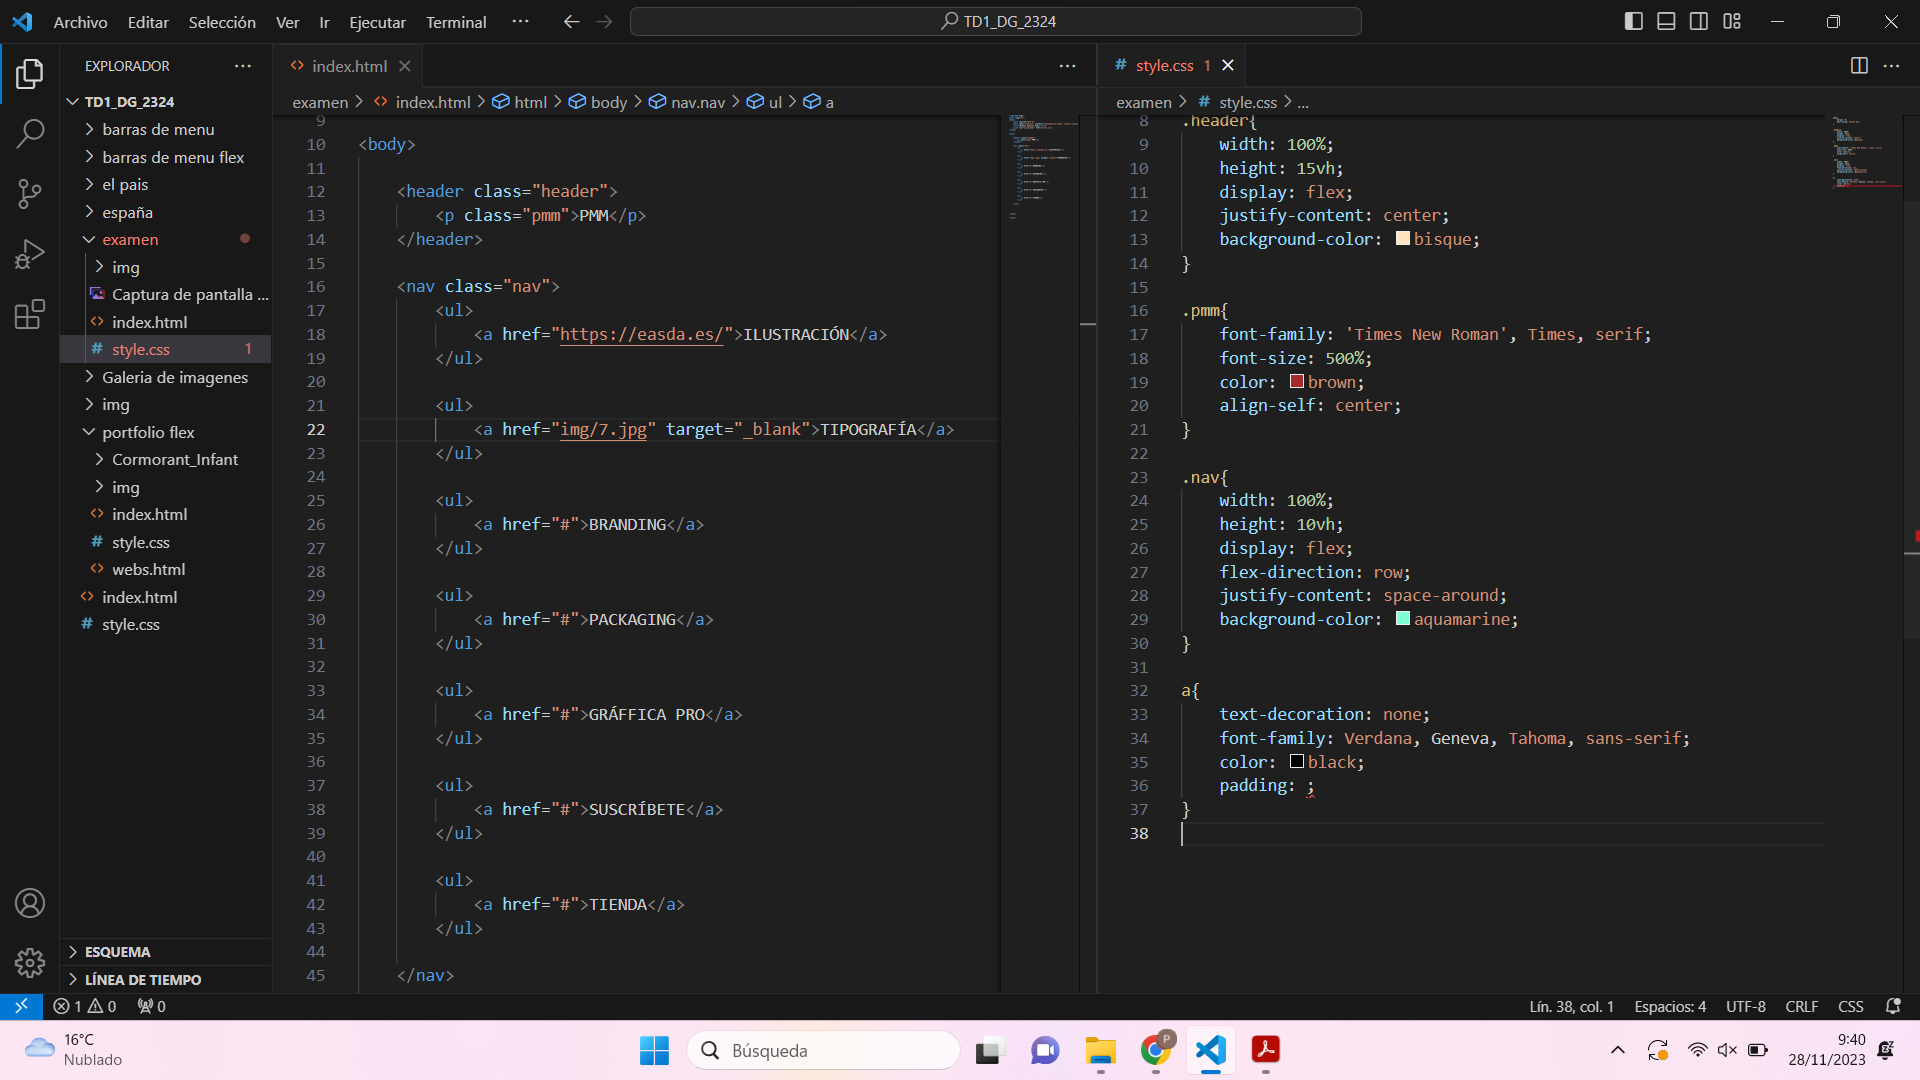 Archivo Editar Selección Ver Ir Ejecutar Terminal ··· TD1_DG_2324
EXPLORADOR ···
TD1_DG_2324
barras de menu
barras de menu flex
el pais
españa
examen
img
Captura de pantalla ...
index.html
style.css 1
Galeria de imagenes
img
portfolio flex
Cormorant_Infant
img
index.html
style.css
webs.html
index.html
style.css
ESQUEMA
LÍNEA DE TIEMPO
index.html ···
examen > index.html > html > body > nav.nav > ul > a
9
10 <body>
11
12 <header class="header">
13 <p class="pmm">PMM</p>
14 </header>
15
16 <nav class="nav">
17 <ul>
18 <a href="https://easda.es/">ILUSTRACIÓN</a>
19 </ul>
20
21 <ul>
22 <a href="img/7.jpg" target="_blank">TIPOGRAFÍA</a>
23 </ul>
24
25 <ul>
26 <a href="#">BRANDING</a>
27 </ul>
28
29 <ul>
30 <a href="#">PACKAGING</a>
31 </ul>
32
33 <ul>
34 <a href="#">GRÁFFICA PRO</a>
35 </ul>
36
37 <ul>
38 <a href="#">SUSCRÍBETE</a>
39 </ul>
40
41 <ul>
42 <a href="#">TIENDA</a>
43 </ul>
44
45 </nav>
# style.css 1 ···
examen > # style.css > ...
8 .header{
9 width: 100%;
10 height: 15vh;
11 display: flex;
12 justify-content: center;
13 background-color: bisque;
14 }
15
16 .pmm{
17 font-family: 'Times New Roman', Times, serif;
18 font-size: 500%;
19 color: brown;
20 align-self: center;
21 }
22
23 .nav{
24 width: 100%;
25 height: 10vh;
26 display: flex;
27 flex-direction: row;
28 justify-content: space-around;
29 background-color: aquamarine;
30 }
31
32 a{
33 text-decoration: none;
34 font-family: Verdana, Geneva, Tahoma, sans-serif;
35 color: black;
36 padding: ;
37 }
38
1 0 0 Lín. 38, col. 1 Espacios: 4 UTF-8 CRLF CSS
16°C
Nublado
Búsqueda
P
9:40
28/11/2023